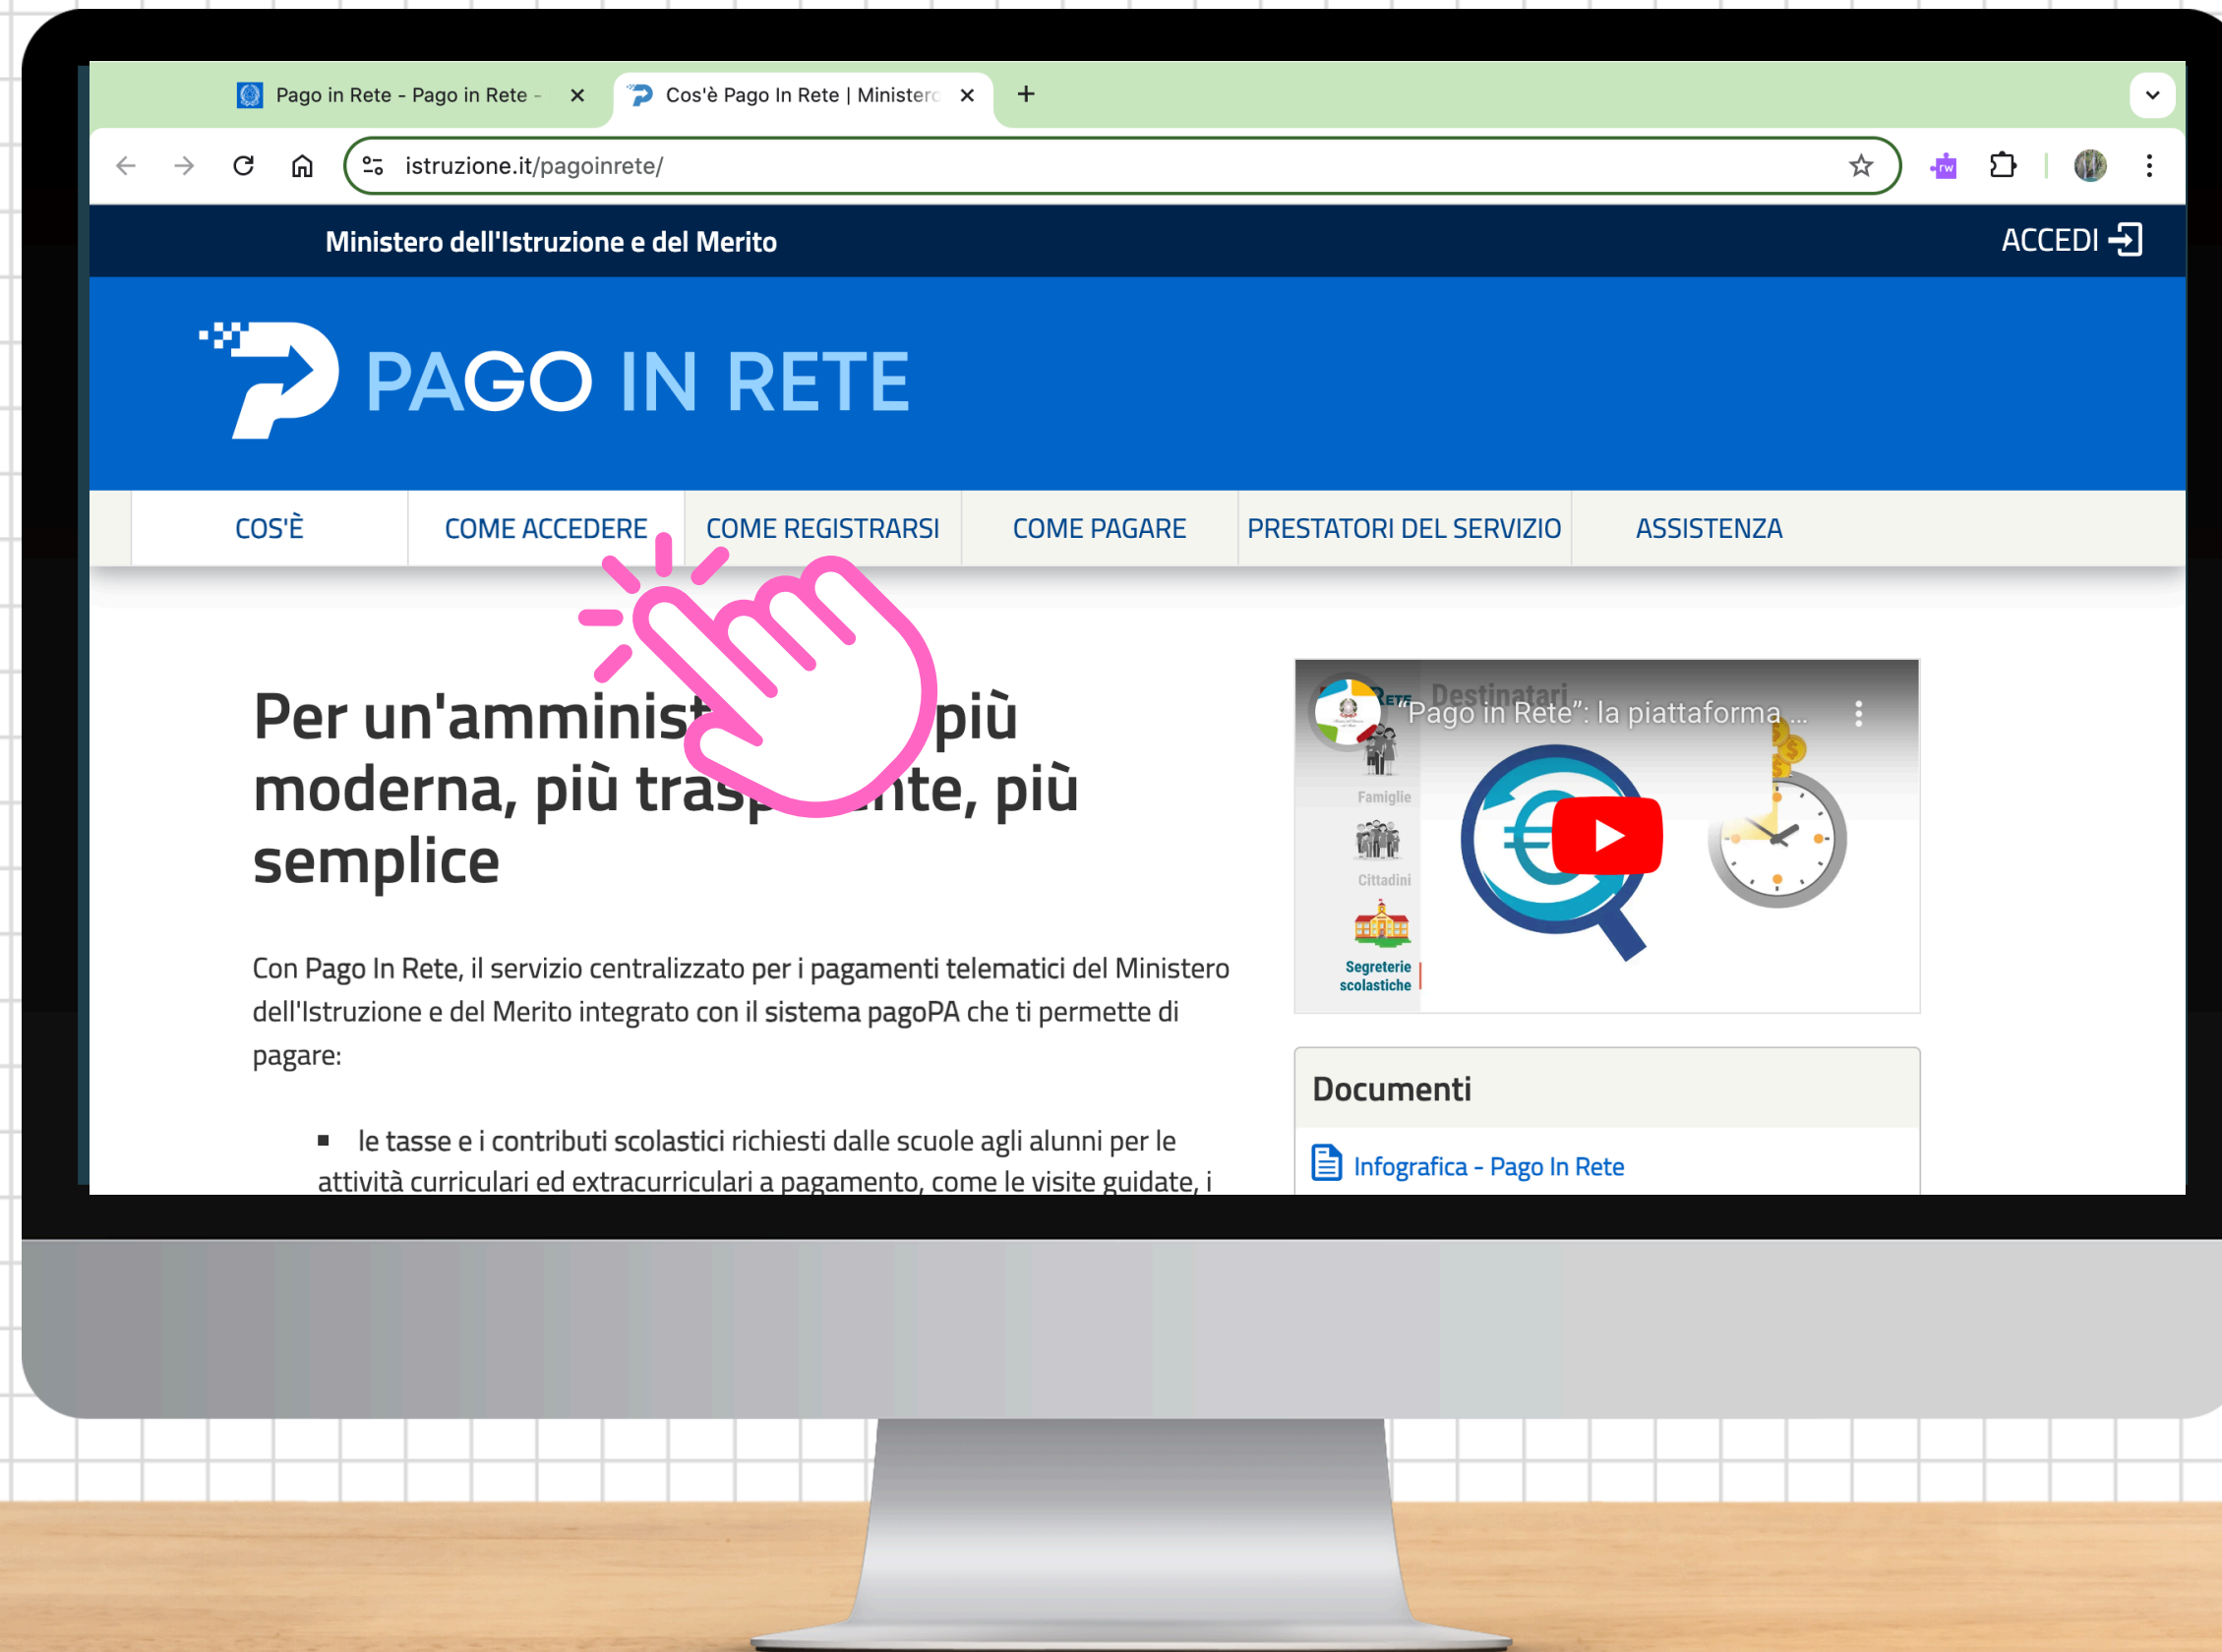 Pago in Rete - Pago in Rete -
Cos'è Pago In Rete | Ministero
istruzione.it/pagoinrete/
rw
Ministero dell'Istruzione e del Merito
ACCEDI
PAGO IN RETE
COS'È
COME ACCEDERE
COME REGISTRARSI
COME PAGARE
PRESTATORI DEL SERVIZIO
ASSISTENZA
Per un'amminist più
moderna, più trasp nte, più
semplice
Con Pago In Rete, il servizio centralizzato per i pagamenti telematici del Ministero
dell'Istruzione e del Merito integrato con il sistema pagoPA che ti permette di
pagare:
le tasse e i contributi scolastici richiesti dalle scuole agli alunni per le
attività curriculari ed extracurriculari a pagamento, come le visite guidate, i
Destinatari
"Pago in Rete": la piattaforma ...
Famiglie
Cittadini
Segreterie
scolastiche
Documenti
Infografica - Pago In Rete